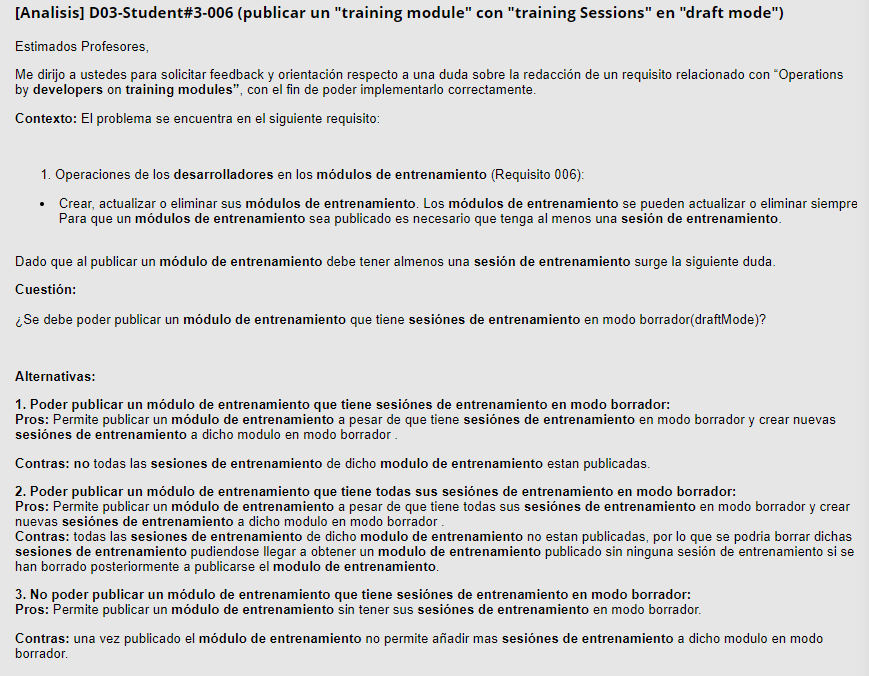 [Analisis] D03-Student#3-006 (publicar un "training module" con "training Sessions" en "draft mode")
Estimados Profesores,
Me dirijo a ustedes para solicitar feedback y orientación respecto a una duda sobre la redacción de un requisito relacionado con “Operations
by developers on training modules”, con el fin de poder implementarlo correctamente.
Contexto: El problema se encuentra en el siguiente requisito:
1. Operaciones de los desarrolladores en los módulos de entrenamiento (Requisito 006):
• Crear, actualizar o eliminar sus módulos de entrenamiento. Los módulos de entrenamiento se pueden actualizar o eliminar siempre
Para que un módulos de entrenamiento sea publicado es necesario que tenga al menos una sesión de entrenamiento.
Dado que al publicar un módulo de entrenamiento debe tener almenos una sesión de entrenamiento surge la siguiente duda.
Cuestión:
¿Se debe poder publicar un módulo de entrenamiento que tiene sesiónes de entrenamiento en modo borrador(draftMode)?
Alternativas:
1. Poder publicar un módulo de entrenamiento que tiene sesiónes de entrenamiento en modo borrador:
Pros: Permite publicar un módulo de entrenamiento a pesar de que tiene sesiónes de entrenamiento en modo borrador y crear nuevas
sesiónes de entrenamiento a dicho modulo en modo borrador .
Contras: no todas las sesiones de entrenamiento de dicho modulo de entrenamiento estan publicadas.
2. Poder publicar un módulo de entrenamiento que tiene todas sus sesiónes de entrenamiento en modo borrador:
Pros: Permite publicar un módulo de entrenamiento a pesar de que tiene todas sus sesiónes de entrenamiento en modo borrador y crear
nuevas sesiónes de entrenamiento a dicho modulo en modo borrador .
Contras: todas las sesiones de entrenamiento de dicho modulo de entrenamiento no estan publicadas, por lo que se podria borrar dichas
sesiones de entrenamiento pudiendose llegar a obtener un modulo de entrenamiento publicado sin ninguna sesión de entrenamiento si se
han borrado posteriormente a publicarse el modulo de entrenamiento.
3. No poder publicar un módulo de entrenamiento que tiene sesiónes de entrenamiento en modo borrador:
Pros: Permite publicar un módulo de entrenamiento sin tener sus sesiónes de entrenamiento en modo borrador.
Contras: una vez publicado el módulo de entrenamiento no permite añadir mas sesiónes de entrenamiento a dicho modulo en modo
borrador.